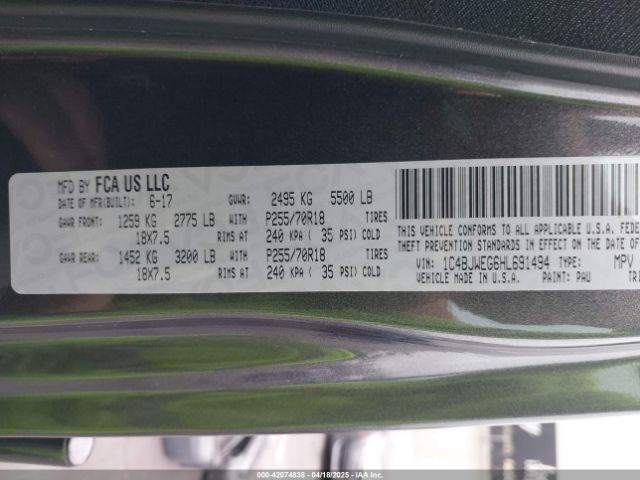 MFD BY FCA US LLC
DATE OF MFR(BUILT): 6-17 GVWR: 2495 KG 5500 LB
GAWR FRONT: 1259 KG 2775 LB WITH P255/70R18 TIRES
18X7.5 RIMS AT 240 KPA ( 35 PSI) COLD
GAWR REAR: 1452 KG 3200 LB WITH P255/70R18 TIRES
18X7.5 RIMS AT 240 KPA ( 35 PSI) COLD
THIS VEHICLE CONFORMS TO ALL APPLICABLE U.S.A. FEDE
THEFT PREVENTION STANDARDS IN EFFECT ON THE DATE OF
VIN: 1C4BJWEG6HL691494 TYPE: MPV
VEHICLE MADE IN U.S.A. PAINT: PAU TRI
000-42074838 | 04/18/2025 | IAA Inc.